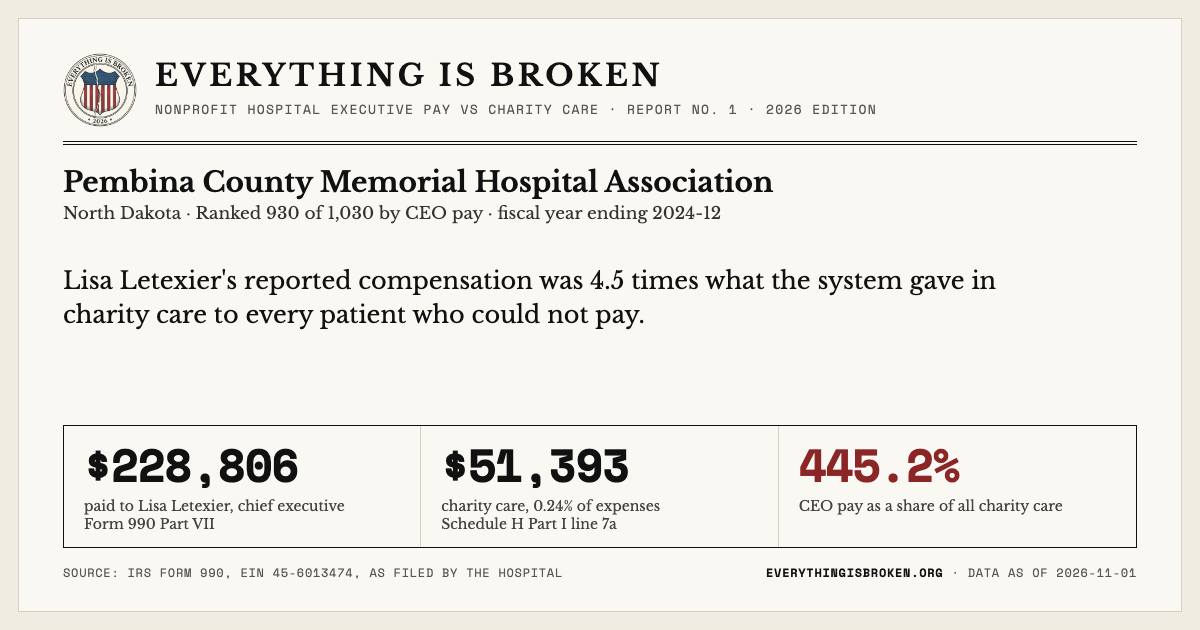 EVERYTHING IS BROKEN
· 2026 ·
EVERYTHING IS BROKEN
NONPROFIT HOSPITAL EXECUTIVE PAY VS CHARITY CARE · REPORT NO. 1 · 2026 EDITION
Pembina County Memorial Hospital Association
North Dakota · Ranked 930 of 1,030 by CEO pay · fiscal year ending 2024-12
Lisa Letexier's reported compensation was 4.5 times what the system gave in
charity care to every patient who could not pay.
$228,806
paid to Lisa Letexier, chief executive
Form 990 Part VII
$51,393
charity care, 0.24% of expenses
Schedule H Part I line 7a
445.2%
CEO pay as a share of all charity care
SOURCE: IRS FORM 990, EIN 45-6013474, AS FILED BY THE HOSPITAL
EVERYTHINGISBROKEN.ORG · DATA AS OF 2026-11-01